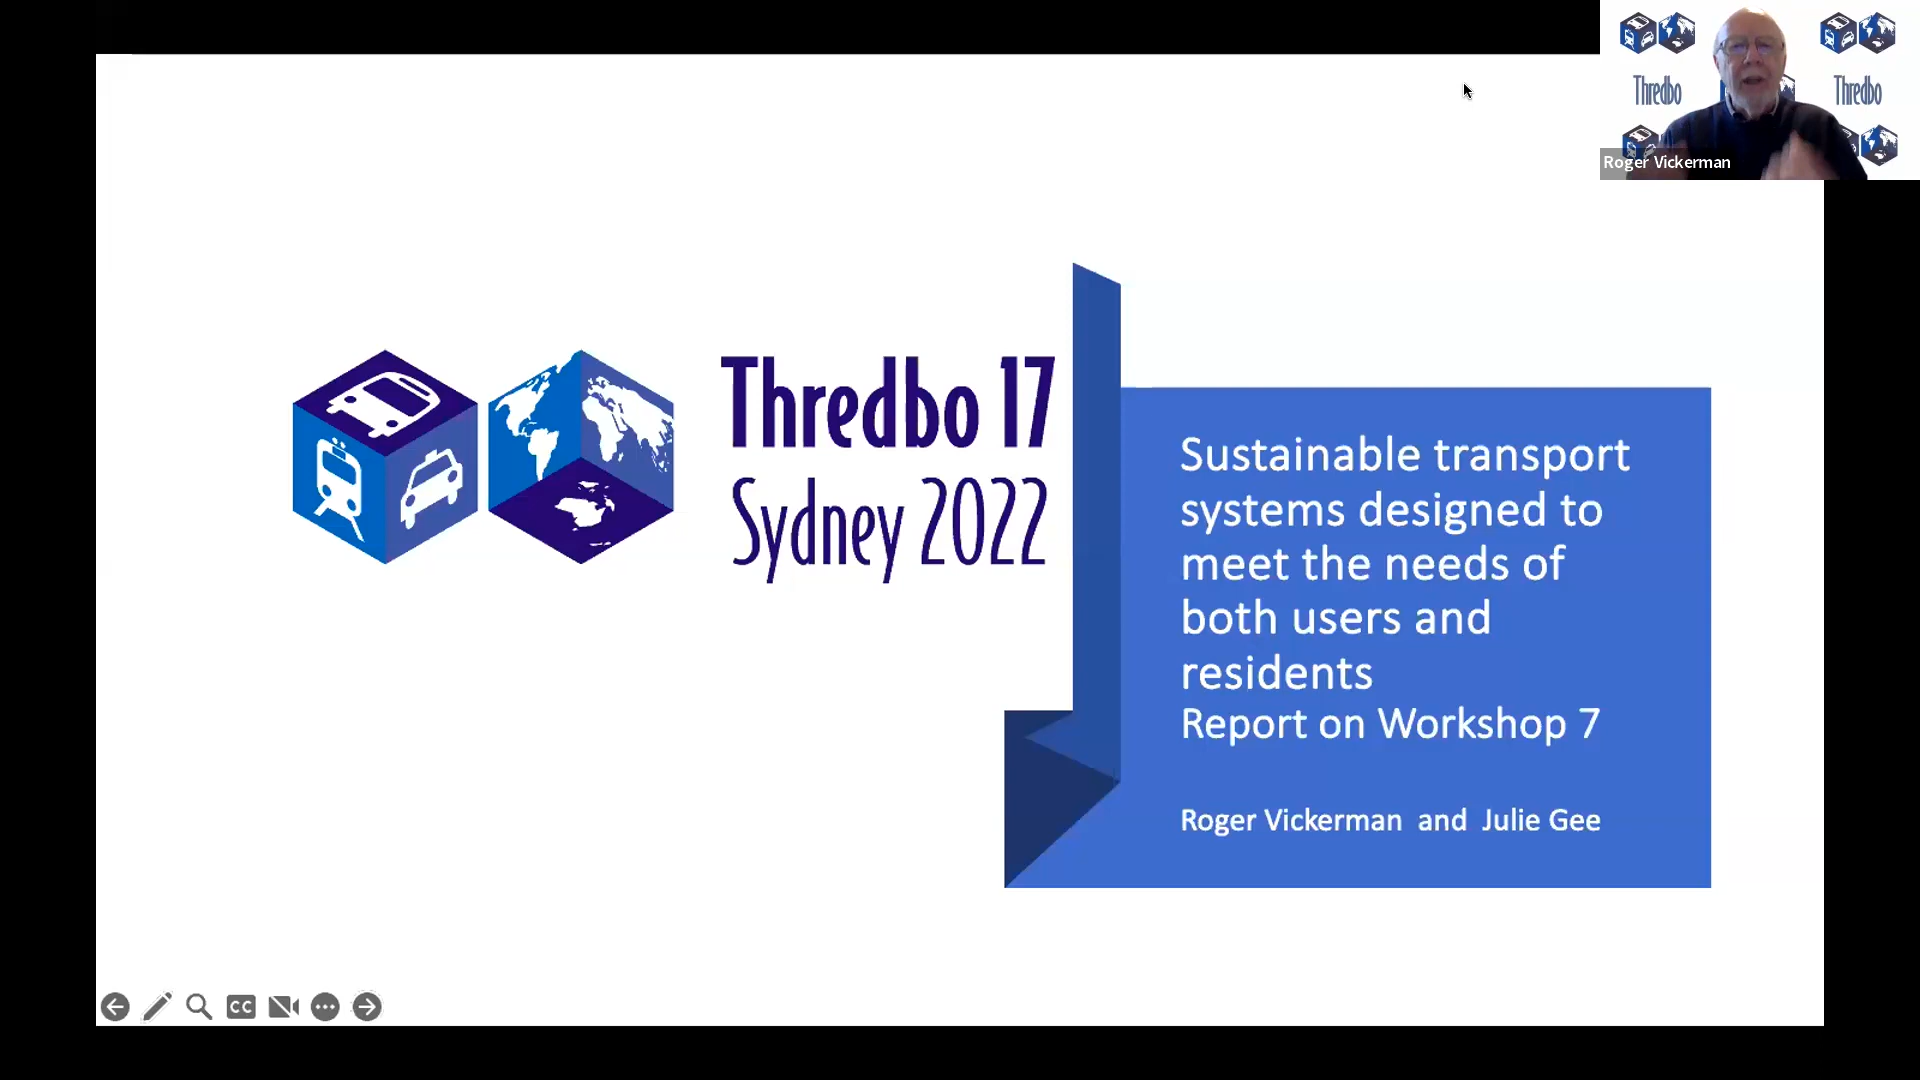 Thredbo
Thredbo
Roger Vickerman
Thredbo 17
Sydney 2022
Sustainable transport
systems designed to
meet the needs of
both users and
residents
Report on Workshop 7
Roger Vickerman and Julie Gee
CC